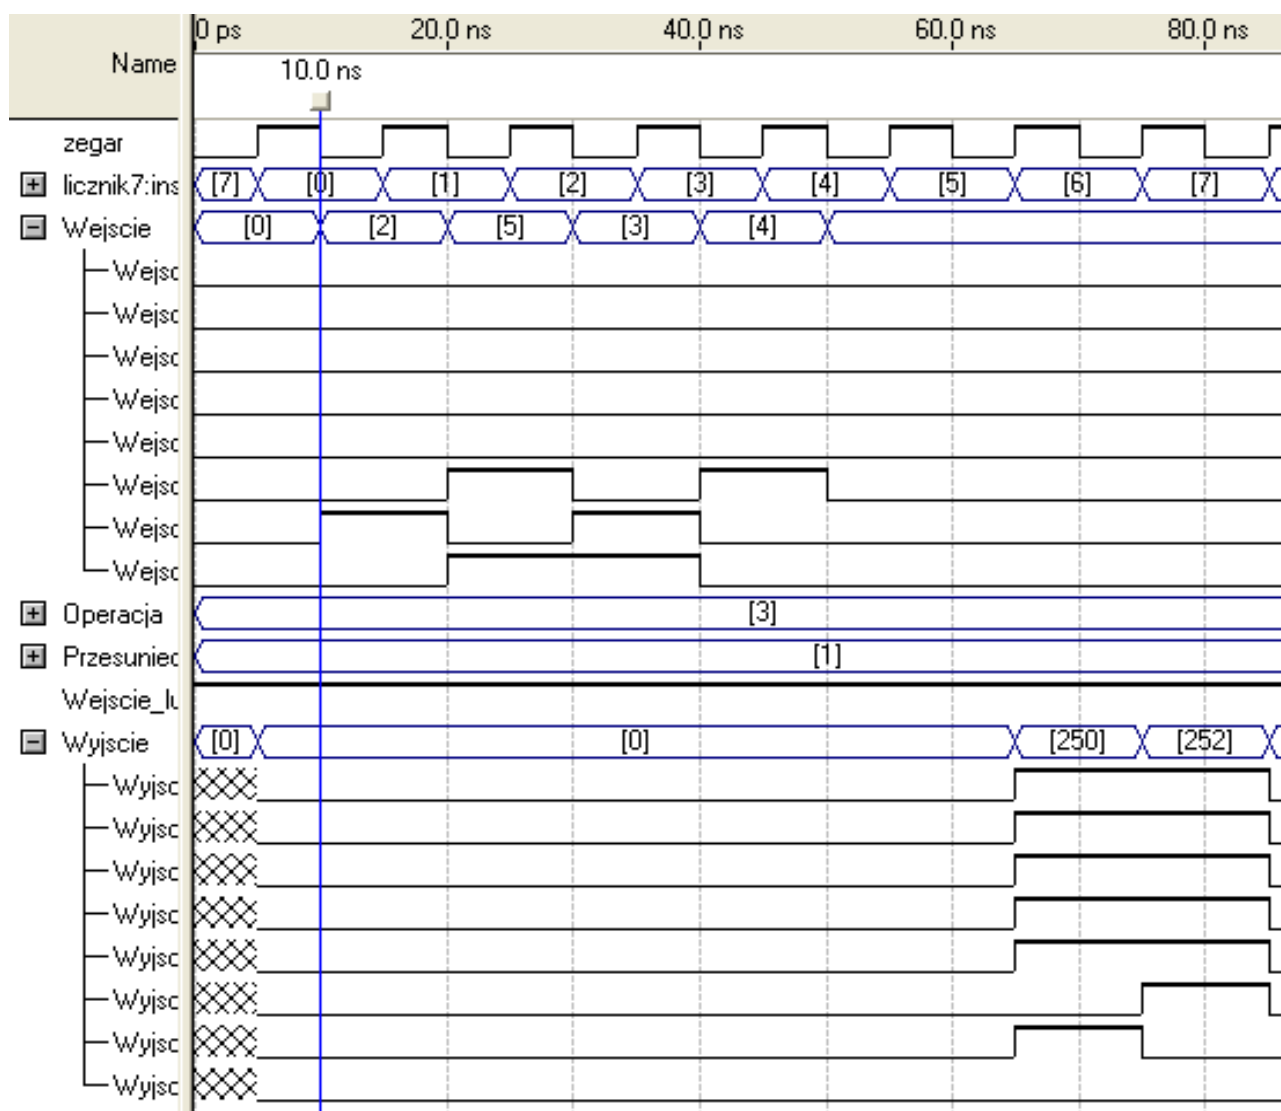 0 ps 20.0 ns 40.0 ns 60.0 ns 80.0 ns
Name
10.0 ns
zegar
licznik7:ins [7] [0] [1] [2] [3] [4] [5] [6] [7]
Wejscie [0] [2] [5] [3] [4]
Wejsc
Wejsc
Wejsc
Wejsc
Wejsc
Wejsc
Wejsc
Wejsc
Operacja [3]
Przesuniec [1]
Wejscie_lu
Wyjscie [0] [0] [250] [252]
Wyjsc
Wyjsc
Wyjsc
Wyjsc
Wyjsc
Wyjsc
Wyjsc
Wyjsc